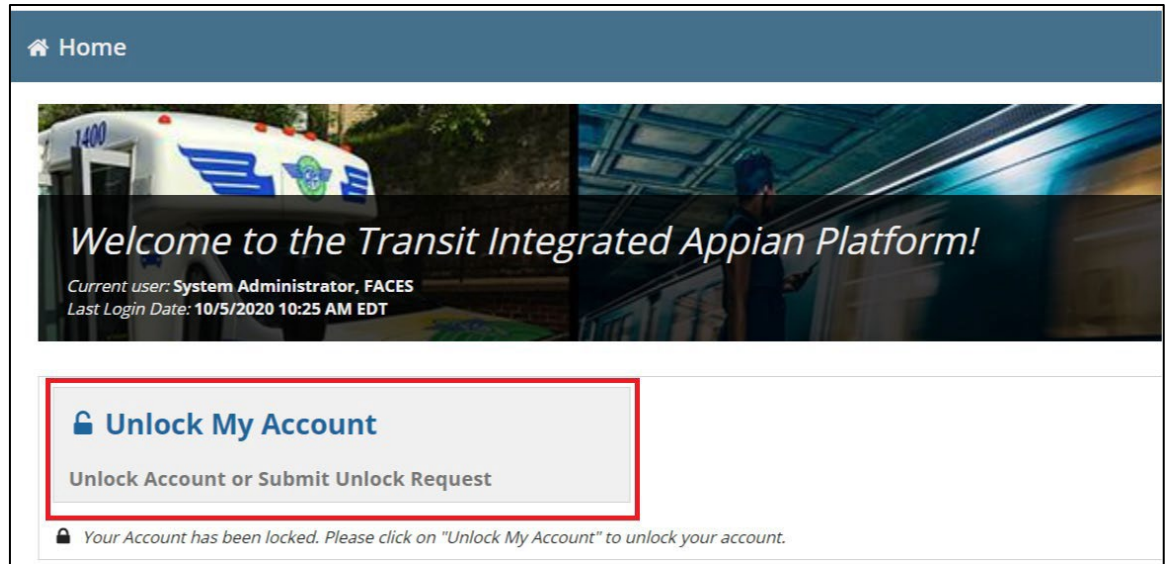 Home
1400
Welcome to the Transit Integrated Appian Platform!
Current user: System Administrator, FACES
Last Login Date: 10/5/2020 10:25 AM EDT
Unlock My Account
Unlock Account or Submit Unlock Request
Your Account has been locked. Please click on "Unlock My Account" to unlock your account.